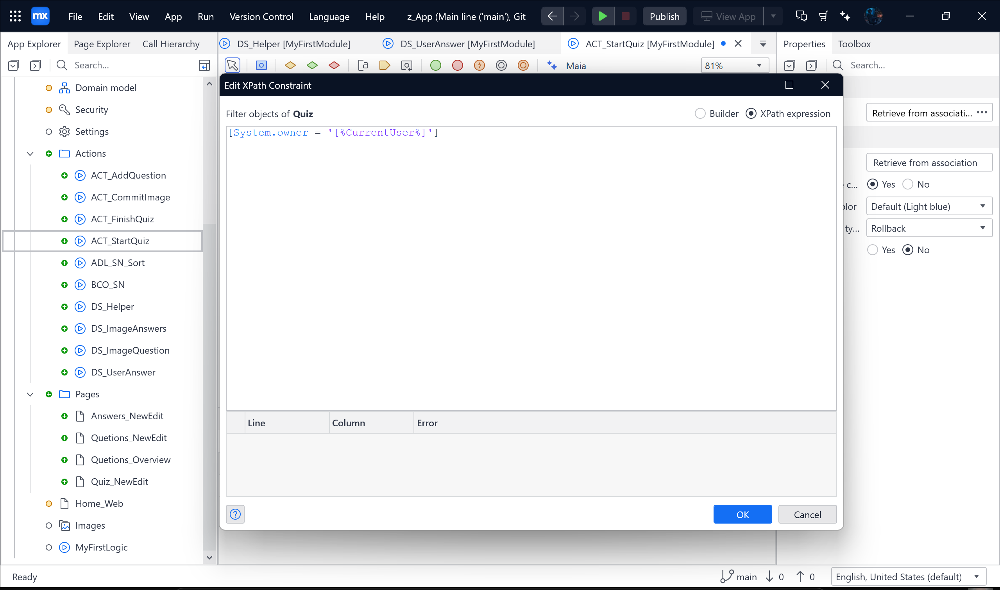 mx File Edit View App Run Version Control Language Help z_App (Main line ('main'), Git Publish View App
App Explorer Page Explorer Call Hierarchy
Search...
Domain model
Security
Settings
Actions
ACT_AddQuestion
ACT_CommitImage
ACT_FinishQuiz
ACT_StartQuiz
ADL_SN_Sort
BCO_SN
DS_Helper
DS_ImageAnswers
DS_ImageQuestion
DS_UserAnswer
Pages
Answers_NewEdit
Quetions_NewEdit
Quetions_Overview
Quiz_NewEdit
Home_Web
Images
MyFirstLogic
DS_Helper [MyFirstModule] DS_UserAnswer [MyFirstModule] ACT_StartQuiz [MyFirstModule]
Maia 81%
Edit XPath Constraint
Filter objects of Quiz Builder XPath expression
[System.owner = '[%CurrentUser%]']
Line Column Error
OK Cancel
Properties Toolbox
Search...
Retrieve from associati... •••
Retrieve from association
c... Yes No
olor Default (Light blue)
ty... Rollback
Yes No
Ready main 0 0 English, United States (default)